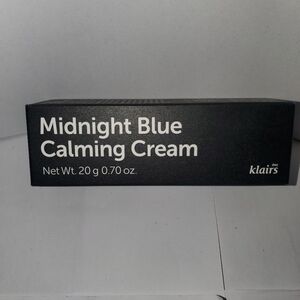 Midnight Blue
Calming Cream
Net Wt. 20 g 0.70 oz.
klairs